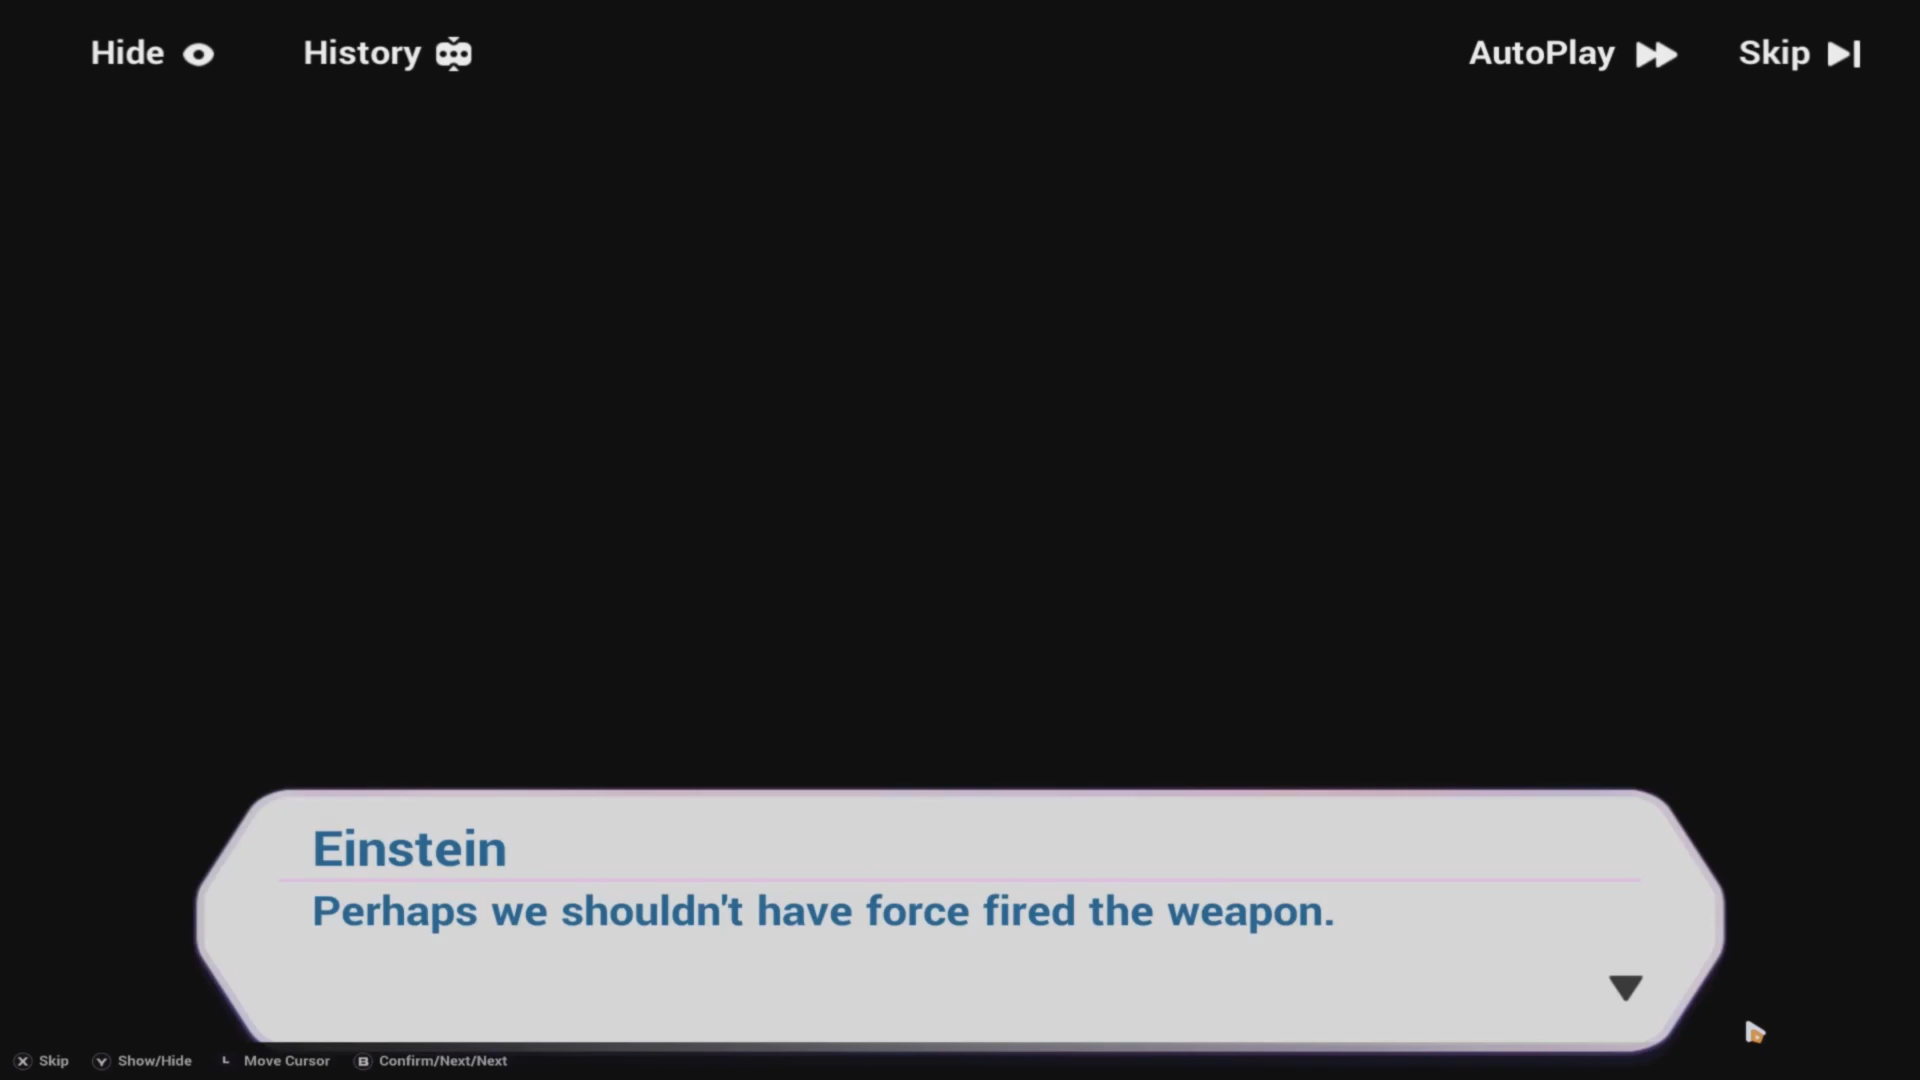 Hide
History
AutoPlay
Skip
Einstein
Perhaps we shouldn't have force fired the weapon.
X Skip Y Show/Hide L Move Cursor B Confirm/Next/Next